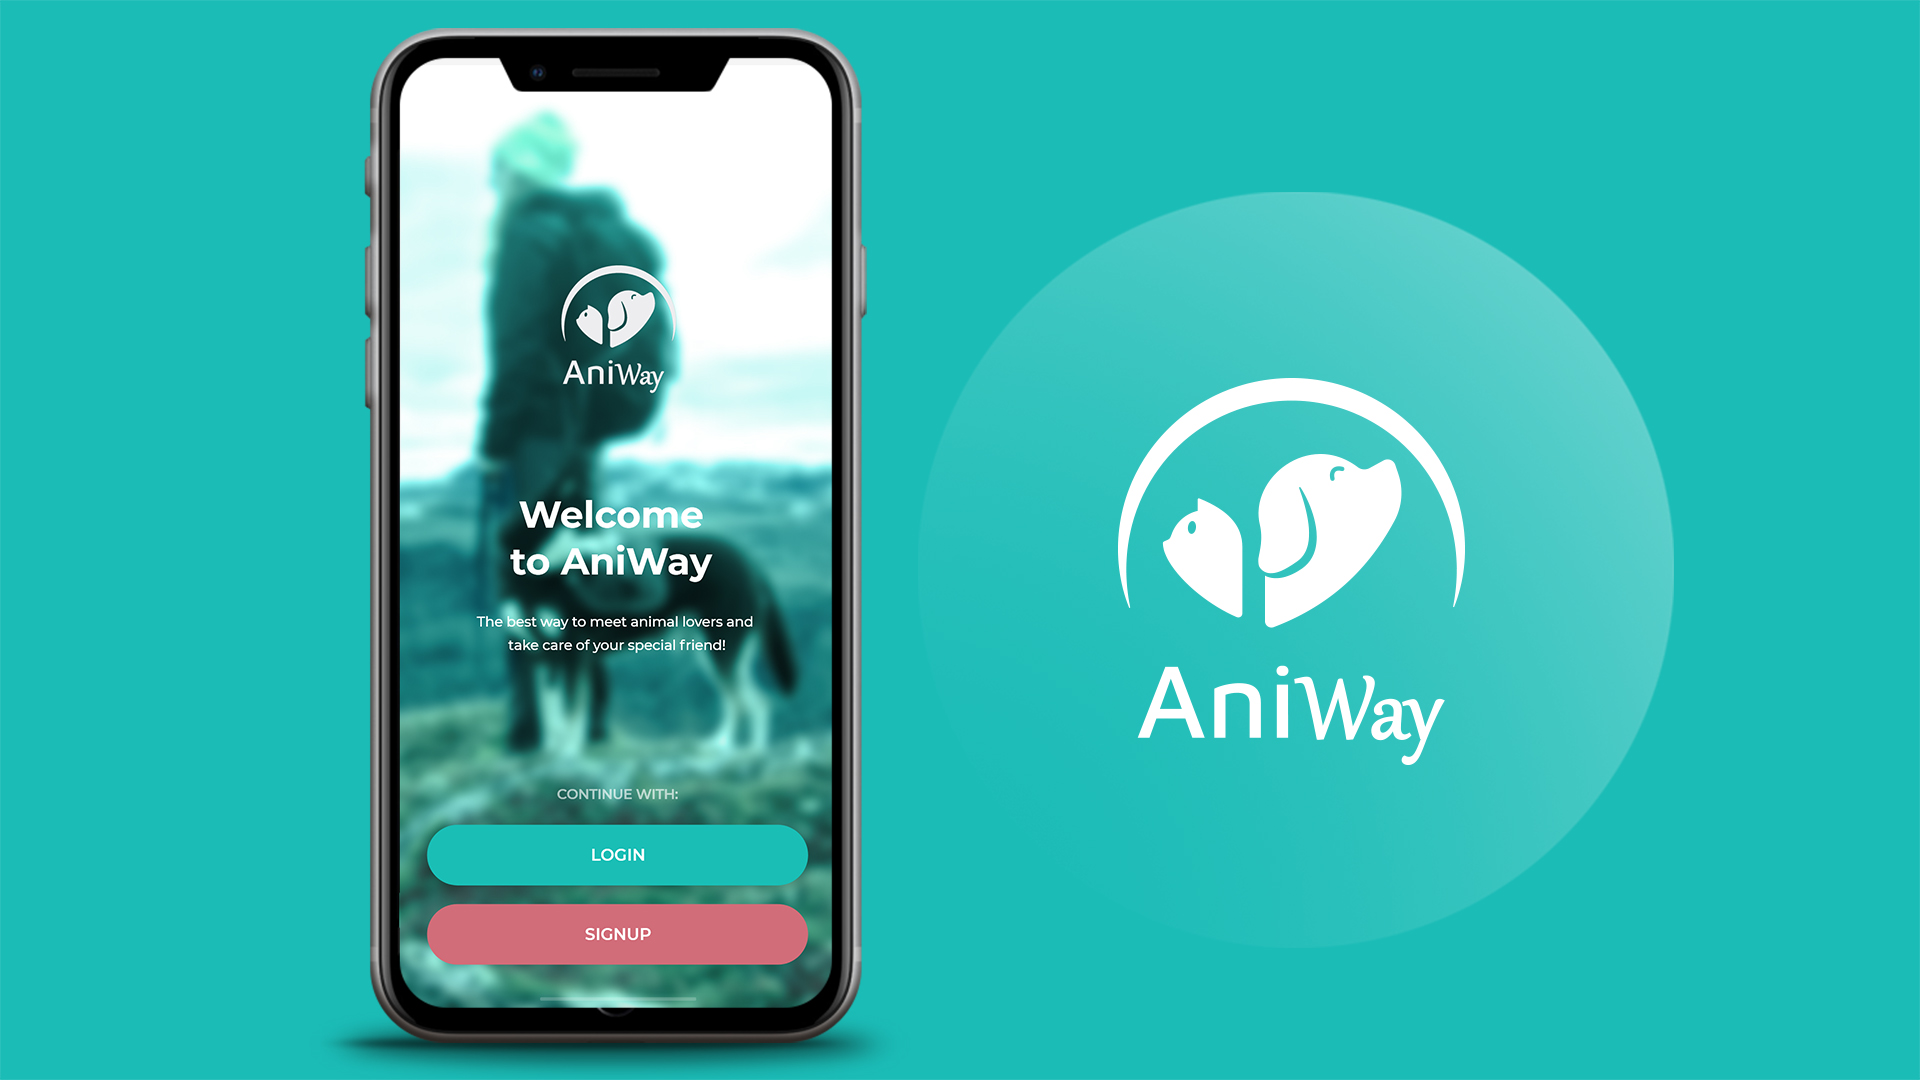 AniWay
Welcome
to AniWay
The best way to meet animal lovers and
take care of your special friend!
CONTINUE WITH:
LOGIN
SIGNUP
AniWay